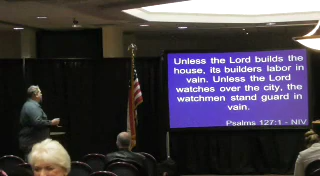 Unless the Lord builds the
house, its builders labor in
vain. Unless the Lord
watches over the city, the
watchmen stand guard in
vain.
Psalms 127:1 - NIV